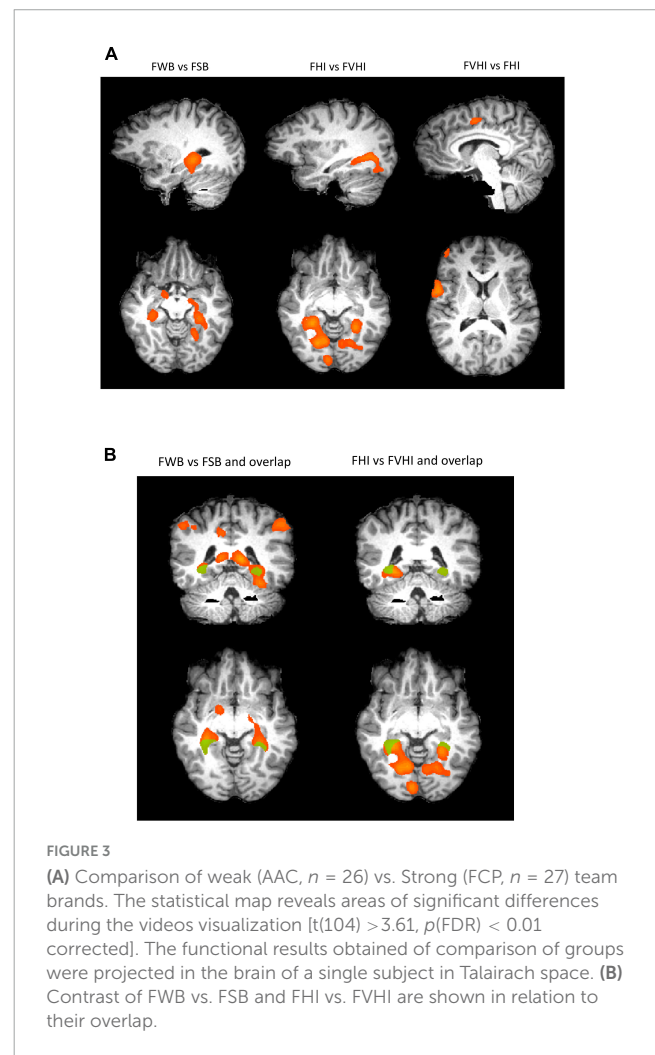 A
FWB vs FSB
FHI vs FVHI
FVHI vs FHI
B
FWB vs FSB and overlap
FHI vs FVHI and overlap
FIGURE 3
(A) Comparison of weak (AAC, n = 26) vs. Strong (FCP, n = 27) team
brands. The statistical map reveals areas of significant differences
during the videos visualization [t(104) >3.61, p(FDR) < 0.01
corrected]. The functional results obtained of comparison of groups
were projected in the brain of a single subject in Talairach space. (B)
Contrast of FWB vs. FSB and FHI vs. FVHI are shown in relation to
their overlap.